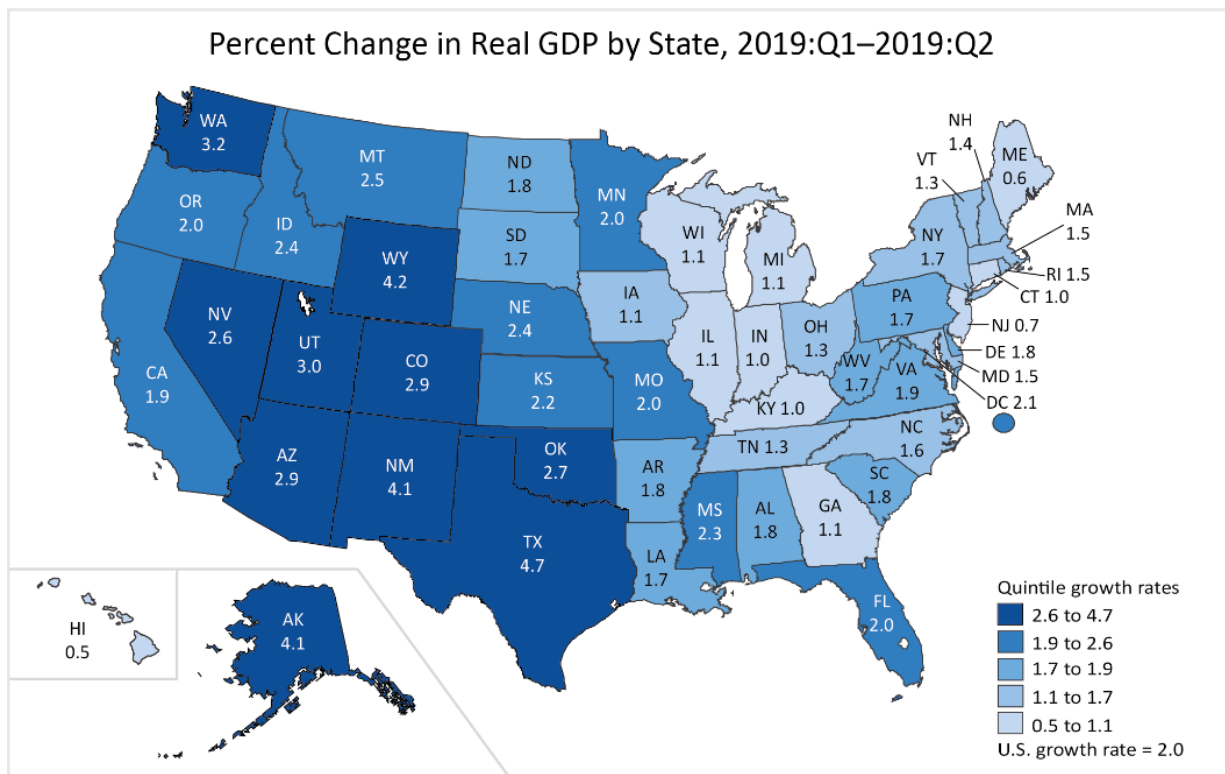 Percent Change in Real GDP by State, 2019:Q1–2019:Q2
WA
3.2
MT
2.5
ND
1.8
MN
2.0
NH
1.4
ME
0.6
VT
1.3
OR
2.0
ID
2.4
WY
4.2
SD
1.7
WI
1.1
MI
1.1
NY
1.7
MA
1.5
RI 1.5
CT 1.0
NV
2.6
UT
3.0
CO
2.9
NE
2.4
IA
1.1
IL
1.1
IN
1.0
OH
1.3
PA
1.7
NJ 0.7
DE 1.8
MD 1.5
DC 2.1
CA
1.9
KS
2.2
MO
2.0
WV
1.7
VA
1.9
KY 1.0
AZ
2.9
NM
4.1
OK
2.7
AR
1.8
TN 1.3
NC
1.6
SC
1.8
TX
4.7
LA
1.7
MS
2.3
AL
1.8
GA
1.1
FL
2.0
HI
0.5
AK
4.1
Quintile growth rates
2.6 to 4.7
1.9 to 2.6
1.7 to 1.9
1.1 to 1.7
0.5 to 1.1
U.S. growth rate = 2.0